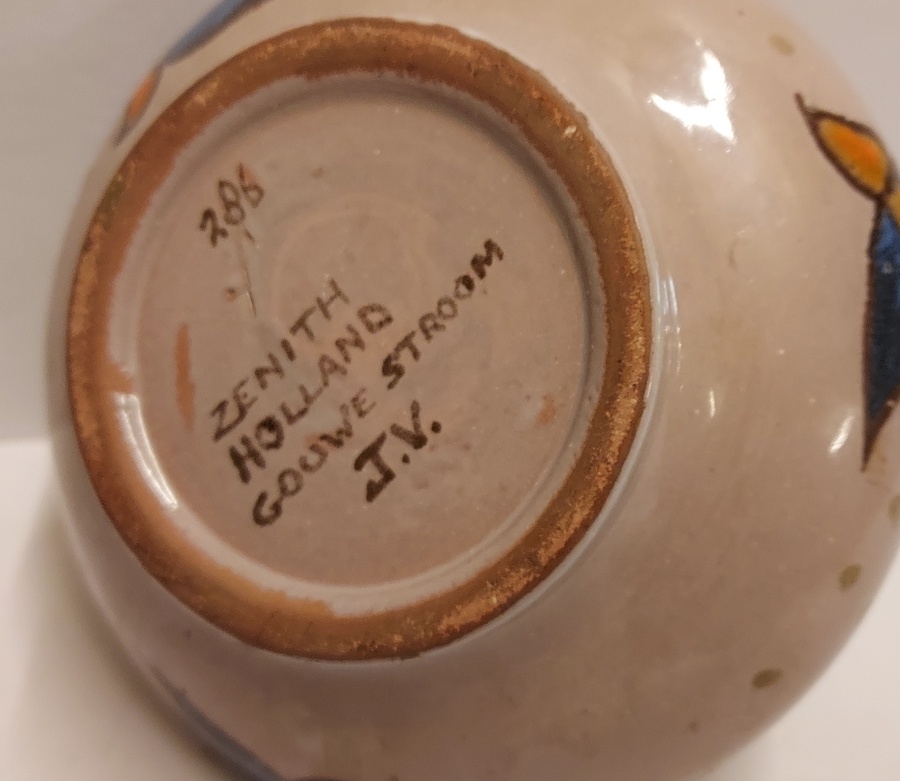 286
ZENITH
HOLLAND
GOUWE STROOM
J.V.